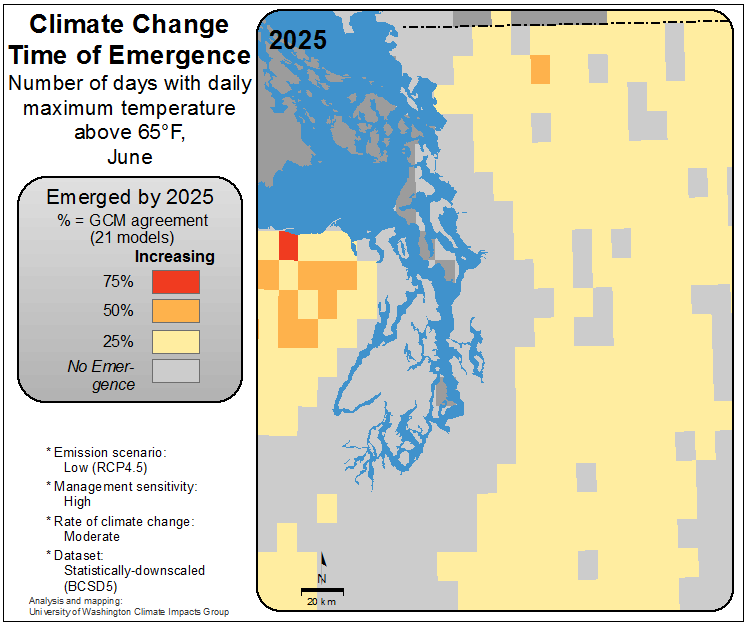 Climate Change
Time of Emergence
Number of days with daily
maximum temperature
above 65°F,
June
Emerged by 2025
% = GCM agreement
(21 models)
Increasing
75%
50%
25%
No Emer-
gence
* Emission scenario:
Low (RCP4.5)
* Management sensitivity:
High
* Rate of climate change:
Moderate
* Dataset:
Statistically-downscaled
(BCSD5)
Analysis and mapping:
University of Washington Climate Impacts Group
2025
N
20 km